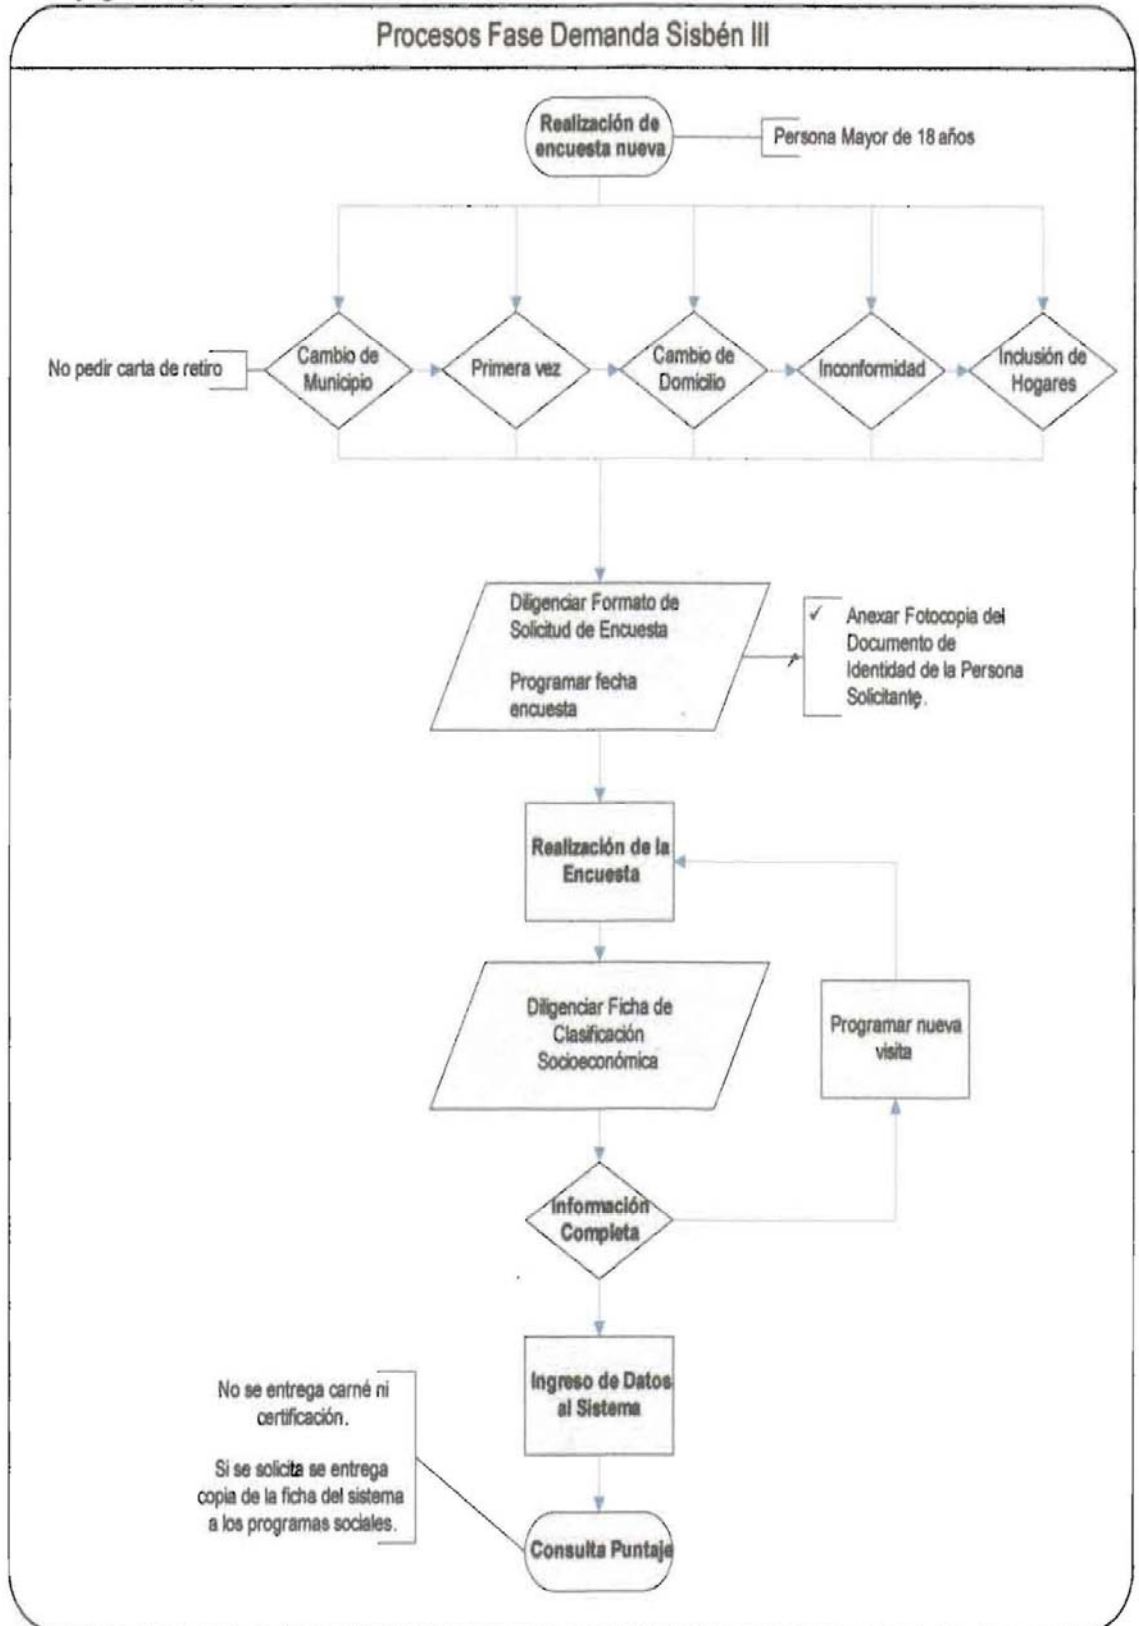 Procesos Fase Demanda Sisbén III
Realización de
encuesta nueva
Persona Mayor de 18 años
No pedir carta de retiro
Cambio de
Municipio
Primera vez
Cambio de
Domicilio
Inconformidad
Inclusión de
Hogares
Diligenciar Formato de
Solicitud de Encuesta
Programar fecha
encuesta
✓ Anexar Fotocopia del
Documento de
Identidad de la Persona
Solicitante.
Realización de la
Encuesta
Diligenciar Ficha de
Clasificación
Socioeconómica
Programar nueva
visita
Información
Completa
Ingreso de Datos
al Sistema
No se entrega carné ni
certificación.
Si se solicita se entrega
copia de la ficha del sistema
a los programas sociales.
Consulta Puntaje